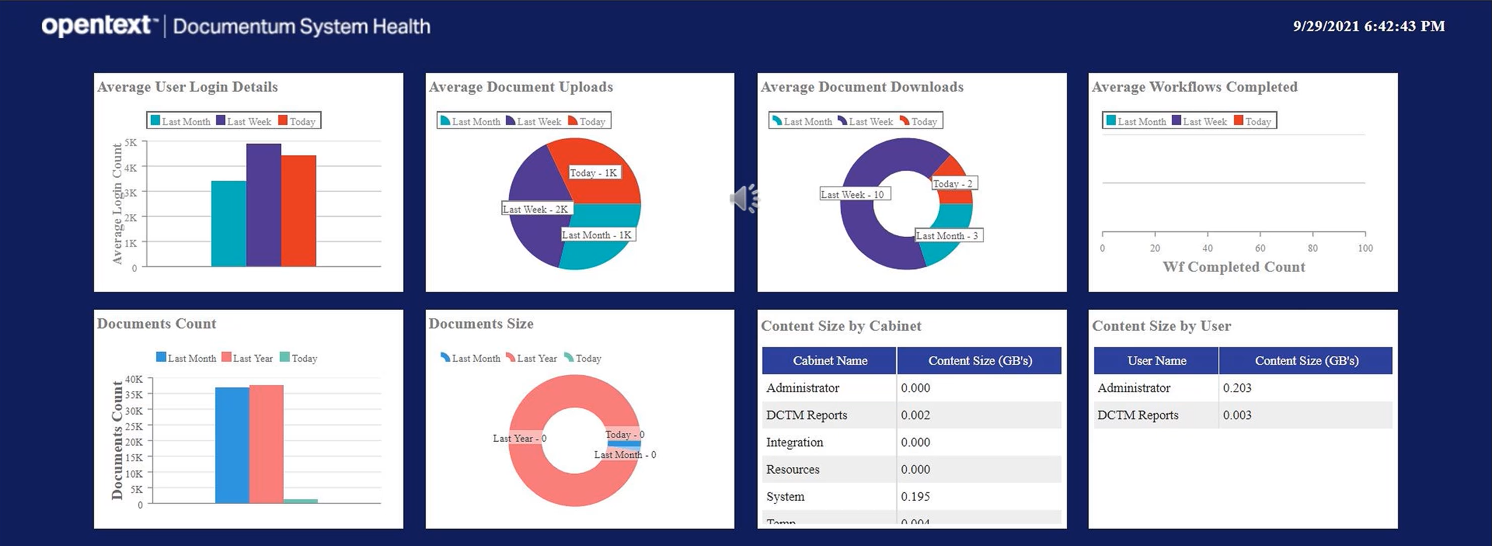 opentext™ | Documentum System Health
9/29/2021 6:42:43 PM
Average User Login Details
Last Month Last Week Today
Average Login Count
5K
4K
3K
2K
1K
0
Average Document Uploads
Last Month Last Week Today
Today - 1K
Last Week - 2K
Last Month - 1K
Average Document Downloads
Last Month Last Week Today
Today - 2
Last Week - 10
Last Month - 3
Average Workflows Completed
Last Month Last Week Today
0 20 40 60 80 100
Wf Completed Count
Documents Count
Last Month Last Year Today
Documents Count
40K
35K
30K
25K
20K
15K
10K
5K
0
Documents Size
Last Month Last Year Today
Last Year - 0
Today - 0
Last Month - 0
Content Size by Cabinet
Cabinet Name Content Size (GB's)
Administrator 0.000
DCTM Reports 0.002
Integration 0.000
Resources 0.000
System 0.195
Temp 0.004
Content Size by User
User Name Content Size (GB's)
Administrator 0.203
DCTM Reports 0.003